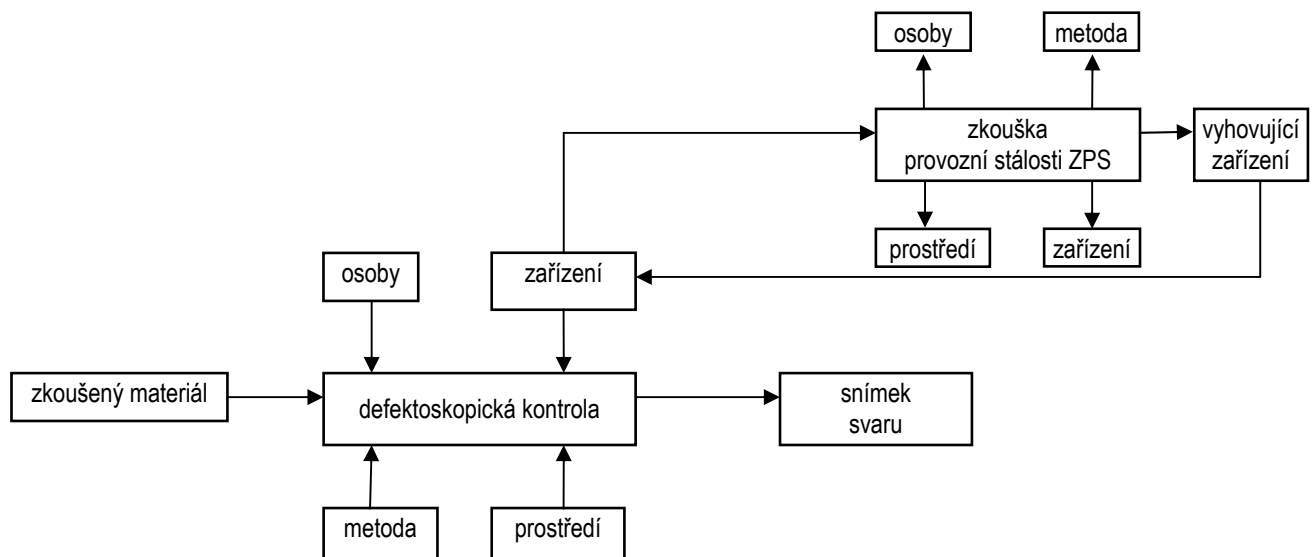 osoby
metoda
zkouška
provozní stálosti ZPS
vyhovující
zařízení
prostředí
zařízení
osoby
zařízení
zkoušený materiál
defektoskopická kontrola
snímek
svaru
metoda
prostředí